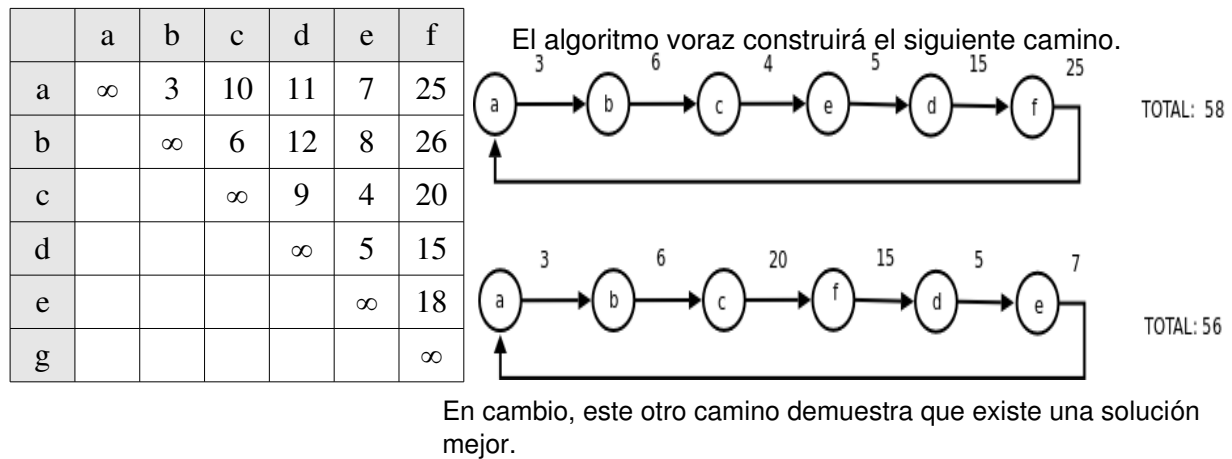 a b c d e f
a ∞ 3 10 11 7 25
b ∞ 6 12 8 26
c ∞ 9 4 20
d ∞ 5 15
e ∞ 18
g ∞
El algoritmo voraz construirá el siguiente camino.
3 6 4 5 15 25
a b c e d f
TOTAL: 58
3 6 20 15 5 7
a b c f d e
TOTAL: 56
En cambio, este otro camino demuestra que existe una solución
mejor.